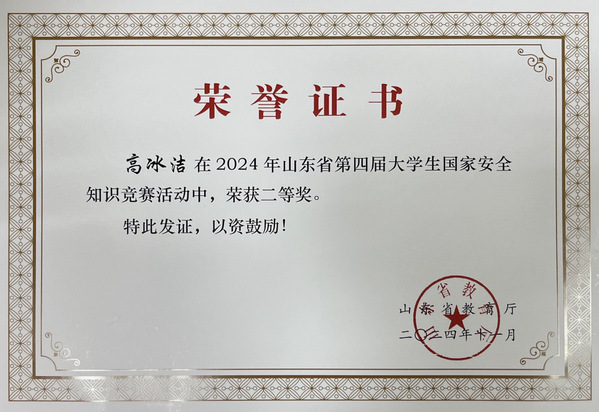 荣誉证书
高冰洁在2024年山东省第四届大学生国家安全
知识竞赛活动中，荣获二等奖。
特此发证，以资鼓励！
山东省教育厅
二〇二四年十一月